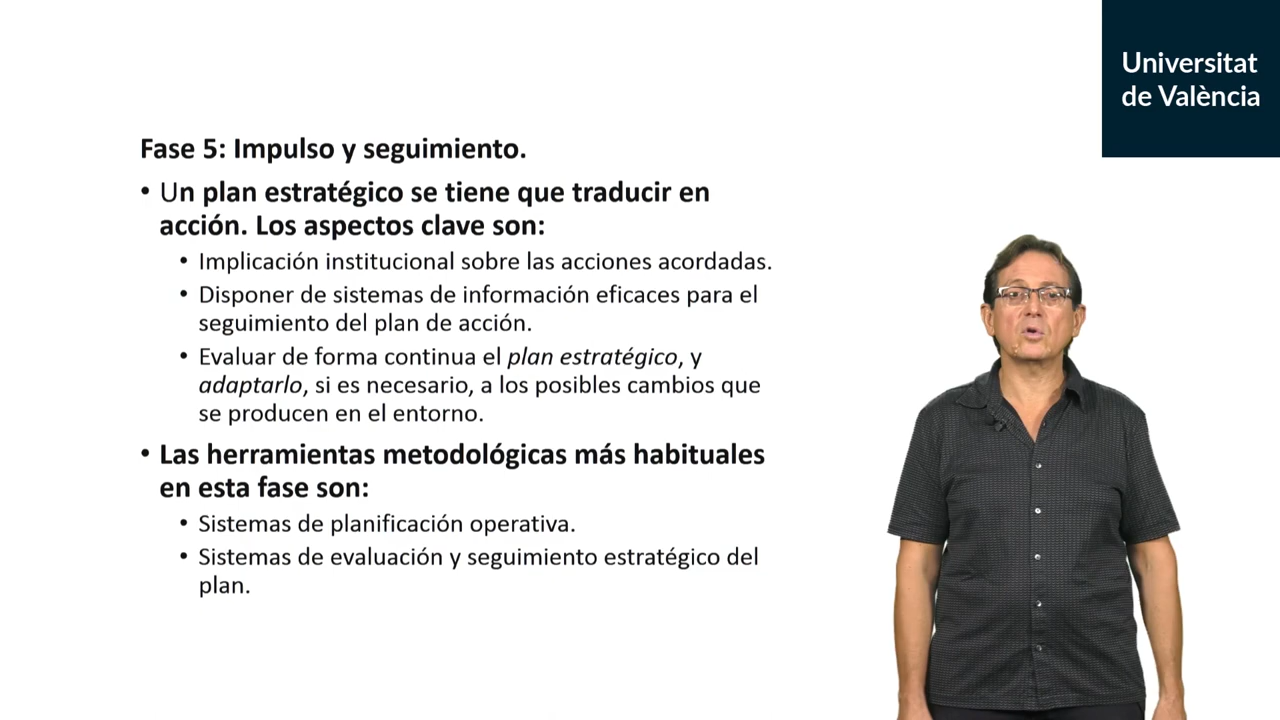 Universitat
de València
Fase 5: Impulso y seguimiento.
• Un plan estratégico se tiene que traducir en
acción. Los aspectos clave son:
• Implicación institucional sobre las acciones acordadas.
• Disponer de sistemas de información eficaces para el
seguimiento del plan de acción.
• Evaluar de forma continua el plan estratégico, y
adaptarlo, si es necesario, a los posibles cambios que
se producen en el entorno.
• Las herramientas metodológicas más habituales
en esta fase son:
• Sistemas de planificación operativa.
• Sistemas de evaluación y seguimiento estratégico del
plan.